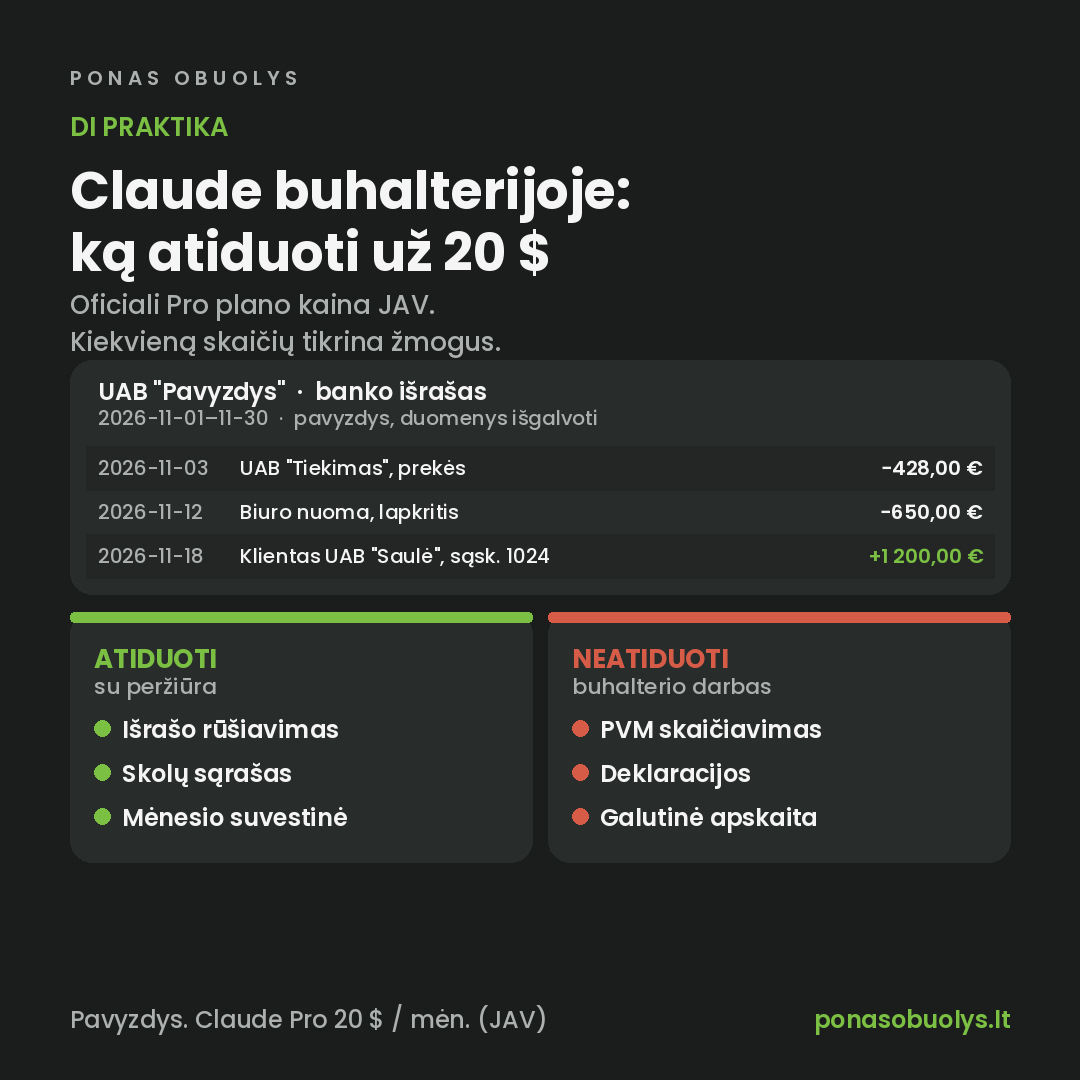 PONAS OBUOLYS
DI PRAKTIKA
Claude buhalterijoje:
ką atiduoti už 20 $
Oficiali Pro plano kaina JAV.
Kiekvieną skaičių tikrina žmogus.
UAB "Pavyzdys" · banko išrašas
2026-11-01–11-30 · pavyzdys, duomenys išgalvoti
2026-11-03 UAB "Tiekimas", prekės -428,00 €
2026-11-12 Biuro nuoma, lapkritis -650,00 €
2026-11-18 Klientas UAB "Saulė", sąsk. 1024 +1 200,00 €
ATIDUOTI
su peržiūra
Išrašo rūšiavimas
Skolų sąrašas
Mėnesio suvestinė
NEATIDUOTI
buhalterio darbas
PVM skaičiavimas
Deklaracijos
Galutinė apskaita
Pavyzdys. Claude Pro 20 $ / mėn. (JAV)
ponasobuolys.lt